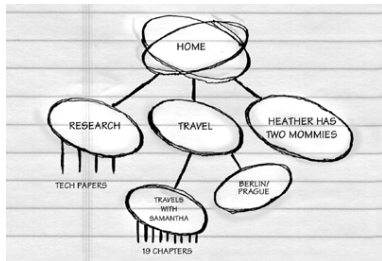 HOME
RESEARCH
TRAVEL
HEATHER HAS
TWO MOMMIES
TECH PAPERS
TRAVELS
WITH
SAMANTHA
BERLIN/
PRAGUE
19 CHAPTERS